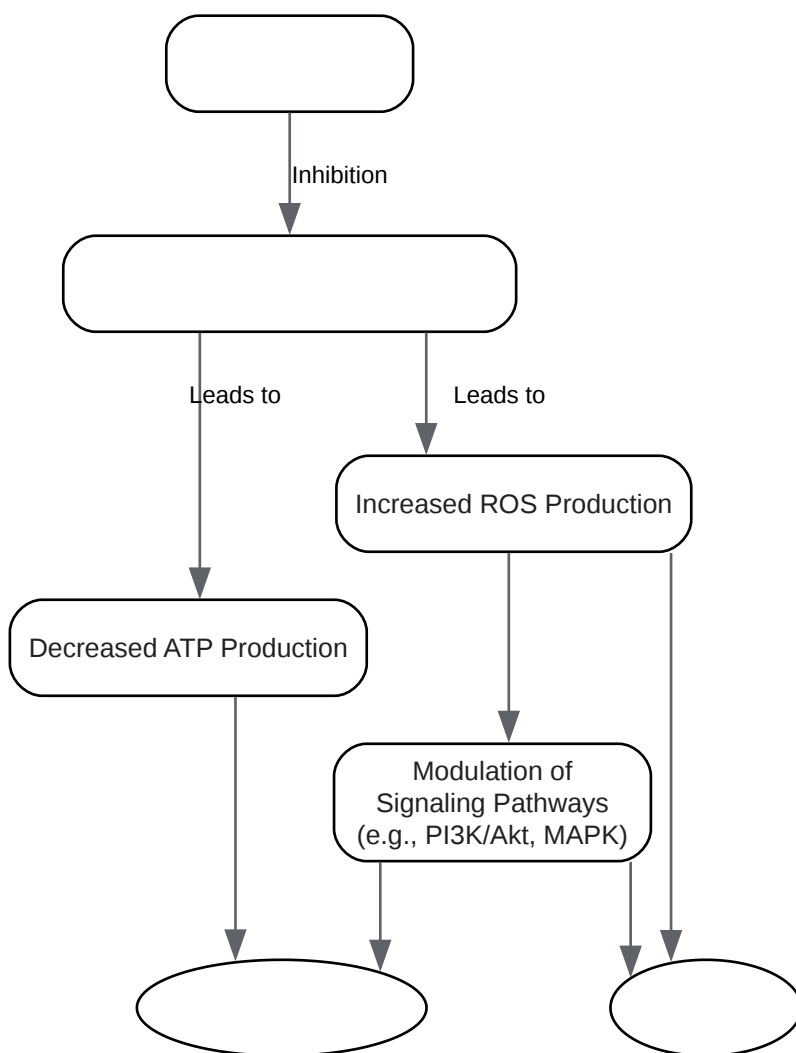 Inhibition
Leads to
Leads to
Increased ROS Production
Decreased ATP Production
Modulation of
Signaling Pathways
(e.g., PI3K/Akt, MAPK)